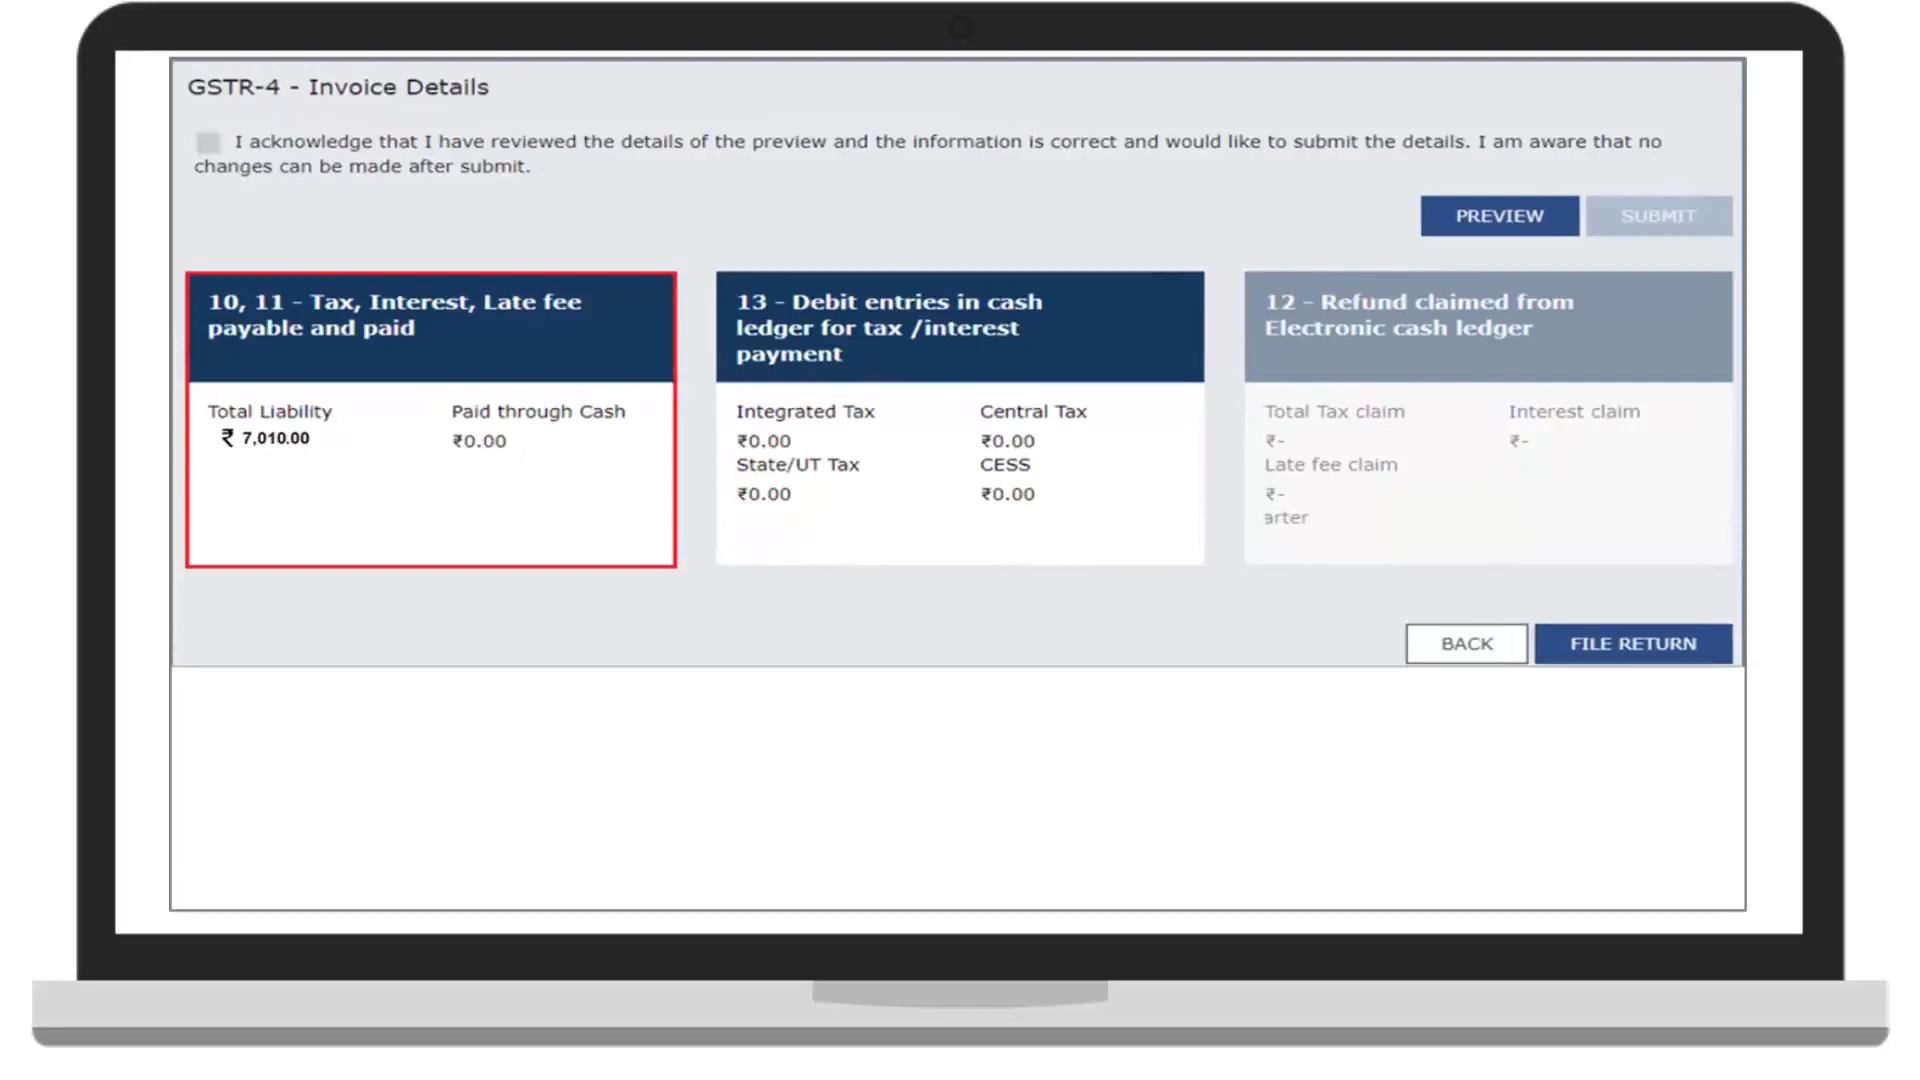 GSTR-4 - Invoice Details
I acknowledge that I have reviewed the details of the preview and the information is correct and would like to submit the details. I am aware that no
changes can be made after submit.
PREVIEW
SUBMIT
10, 11 - Tax, Interest, Late fee
payable and paid
Total Liability
₹ 7,010.00
Paid through Cash
₹0.00
13 - Debit entries in cash
ledger for tax /interest
payment
Integrated Tax
₹0.00
Central Tax
₹0.00
State/UT Tax
₹0.00
CESS
₹0.00
12 - Refund claimed from
Electronic cash ledger
Total Tax claim
₹-
Interest claim
₹-
Late fee claim
₹-
arter
BACK
FILE RETURN